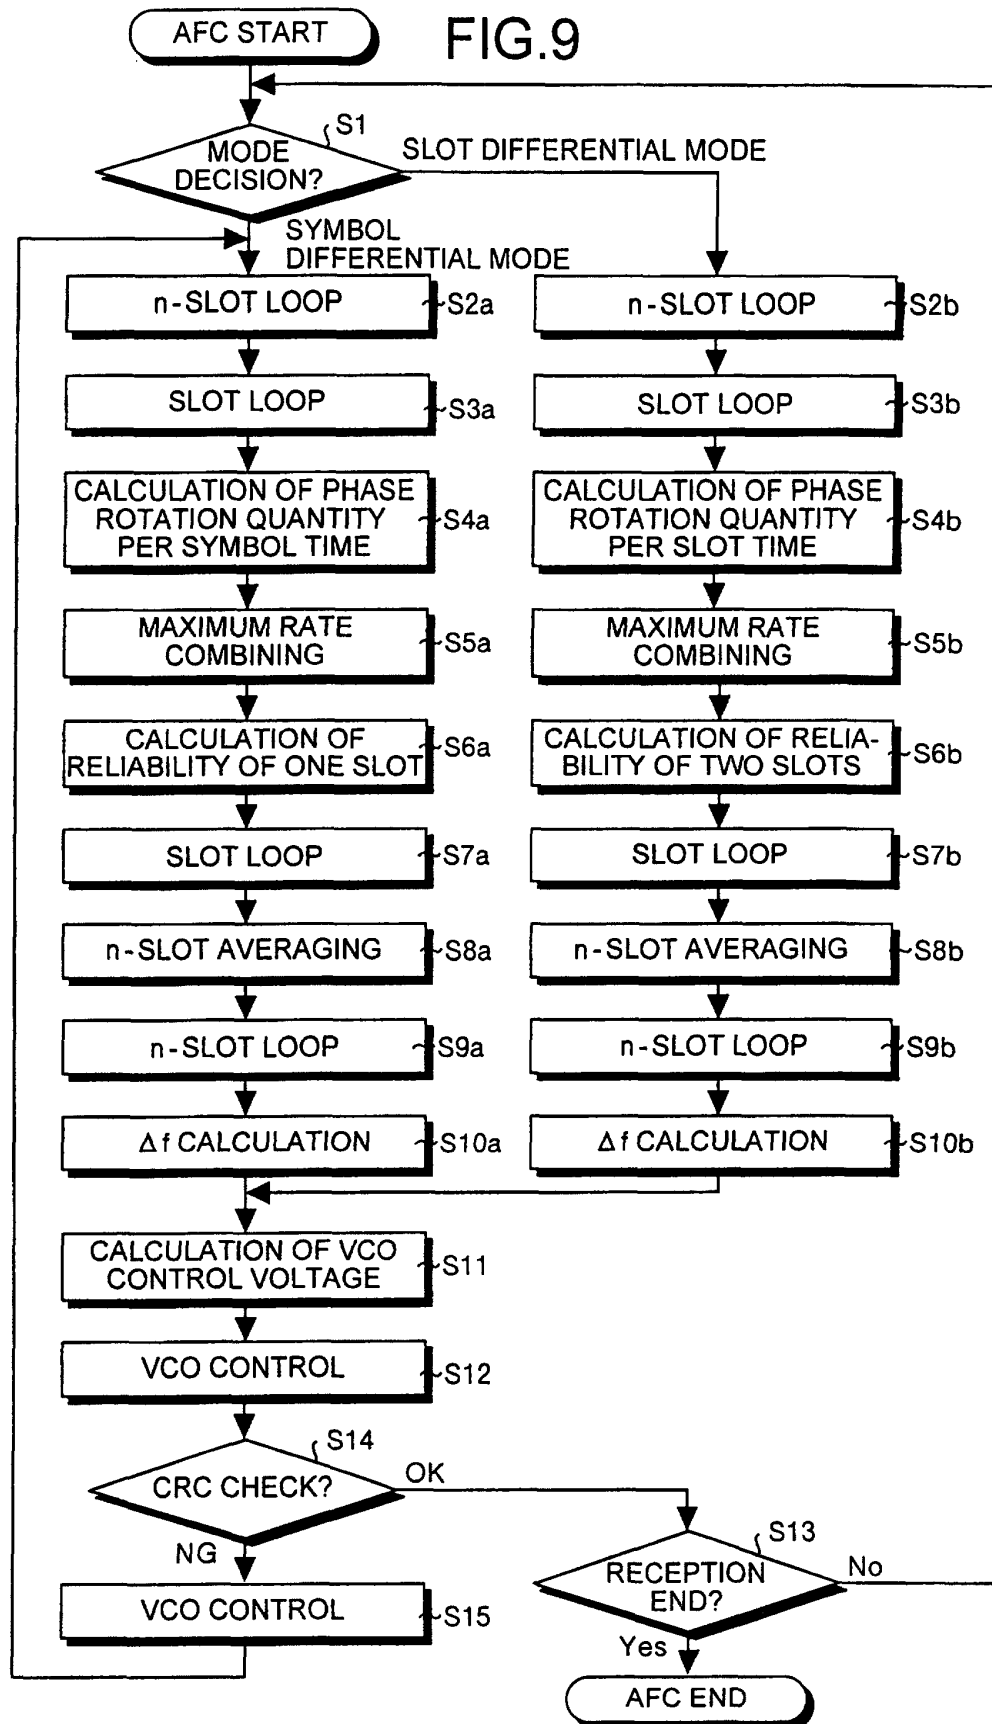 AFC START
FIG.9
S1
MODE
DECISION?
SLOT DIFFERENTIAL MODE
SYMBOL
DIFFERENTIAL MODE
n-SLOT LOOP
S2a
n-SLOT LOOP
S2b
SLOT LOOP
S3a
SLOT LOOP
S3b
CALCULATION OF PHASE
ROTATION QUANTITY
PER SYMBOL TIME
S4a
CALCULATION OF PHASE
ROTATION QUANTITY
PER SLOT TIME
S4b
MAXIMUM RATE
COMBINING
S5a
MAXIMUM RATE
COMBINING
S5b
CALCULATION OF
RELIABILITY OF ONE SLOT
S6a
CALCULATION OF RELIA-
BILITY OF TWO SLOTS
S6b
SLOT LOOP
S7a
SLOT LOOP
S7b
n-SLOT AVERAGING
S8a
n-SLOT AVERAGING
S8b
n-SLOT LOOP
S9a
n-SLOT LOOP
S9b
Δf CALCULATION
S10a
Δf CALCULATION
S10b
CALCULATION OF VCO
CONTROL VOLTAGE
S11
VCO CONTROL
S12
S14
CRC CHECK?
OK
NG
S13
RECEPTION
END?
No
VCO CONTROL
S15
Yes
AFC END